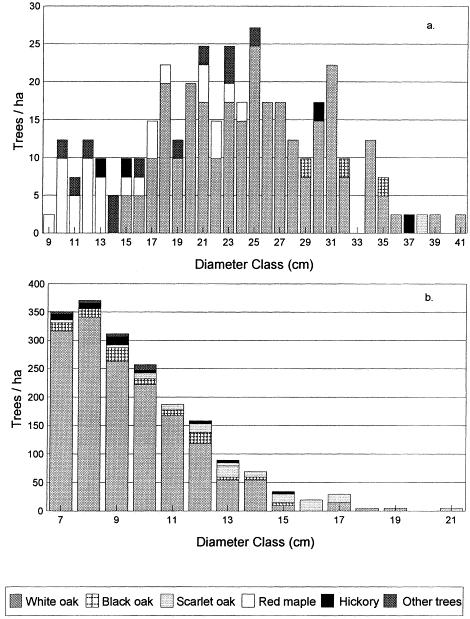 a.
Trees / ha
30
25
20
15
10
5
0
9 11 13 15 17 19 21 23 25 27 29 31 33 35 37 39 41
Diameter Class (cm)
b.
Trees / ha
400
350
300
250
200
150
100
50
0
7 9 11 13 15 17 19 21
Diameter Class (cm)
White oak Black oak Scarlet oak Red maple Hickory Other trees